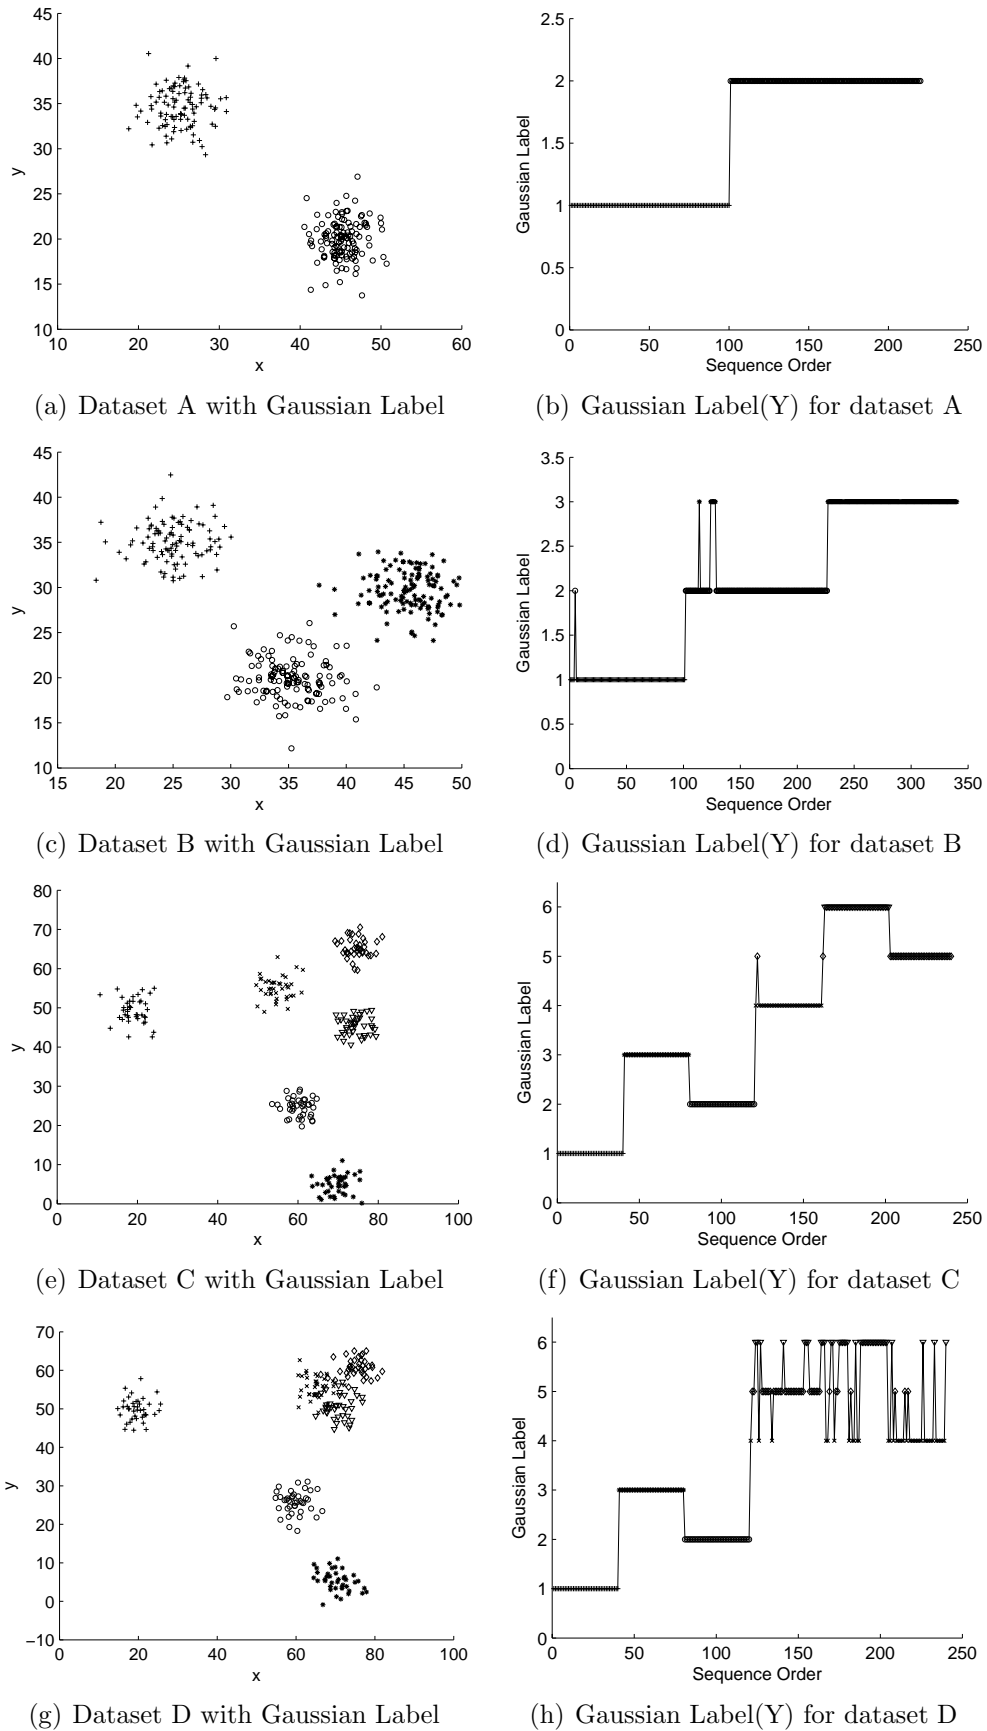 45
40
35
30
25
20
15
10
10 20 30 40 50 60
x
y
2.5
2
1.5
1
0.5
0
0 50 100 150 200 250
Sequence Order
Gaussian Label
(a) Dataset A with Gaussian Label
(b) Gaussian Label(Y) for dataset A
45
40
35
30
25
20
15
10
15 20 25 30 35 40 45 50
x
y
3.5
3
2.5
2
1.5
1
0.5
0
0 50 100 150 200 250 300 350
Sequence Order
Gaussian Label
(c) Dataset B with Gaussian Label
(d) Gaussian Label(Y) for dataset B
80
70
60
50
40
30
20
10
0
0 20 40 60 80 100
x
y
6
5
4
3
2
1
0
0 50 100 150 200 250
Sequence Order
Gaussian Label
(e) Dataset C with Gaussian Label
(f) Gaussian Label(Y) for dataset C
70
60
50
40
30
20
10
0
−10
0 20 40 60 80 100
x
y
6
5
4
3
2
1
0
0 50 100 150 200 250
Sequence Order
Gaussian Label
(g) Dataset D with Gaussian Label
(h) Gaussian Label(Y) for dataset D